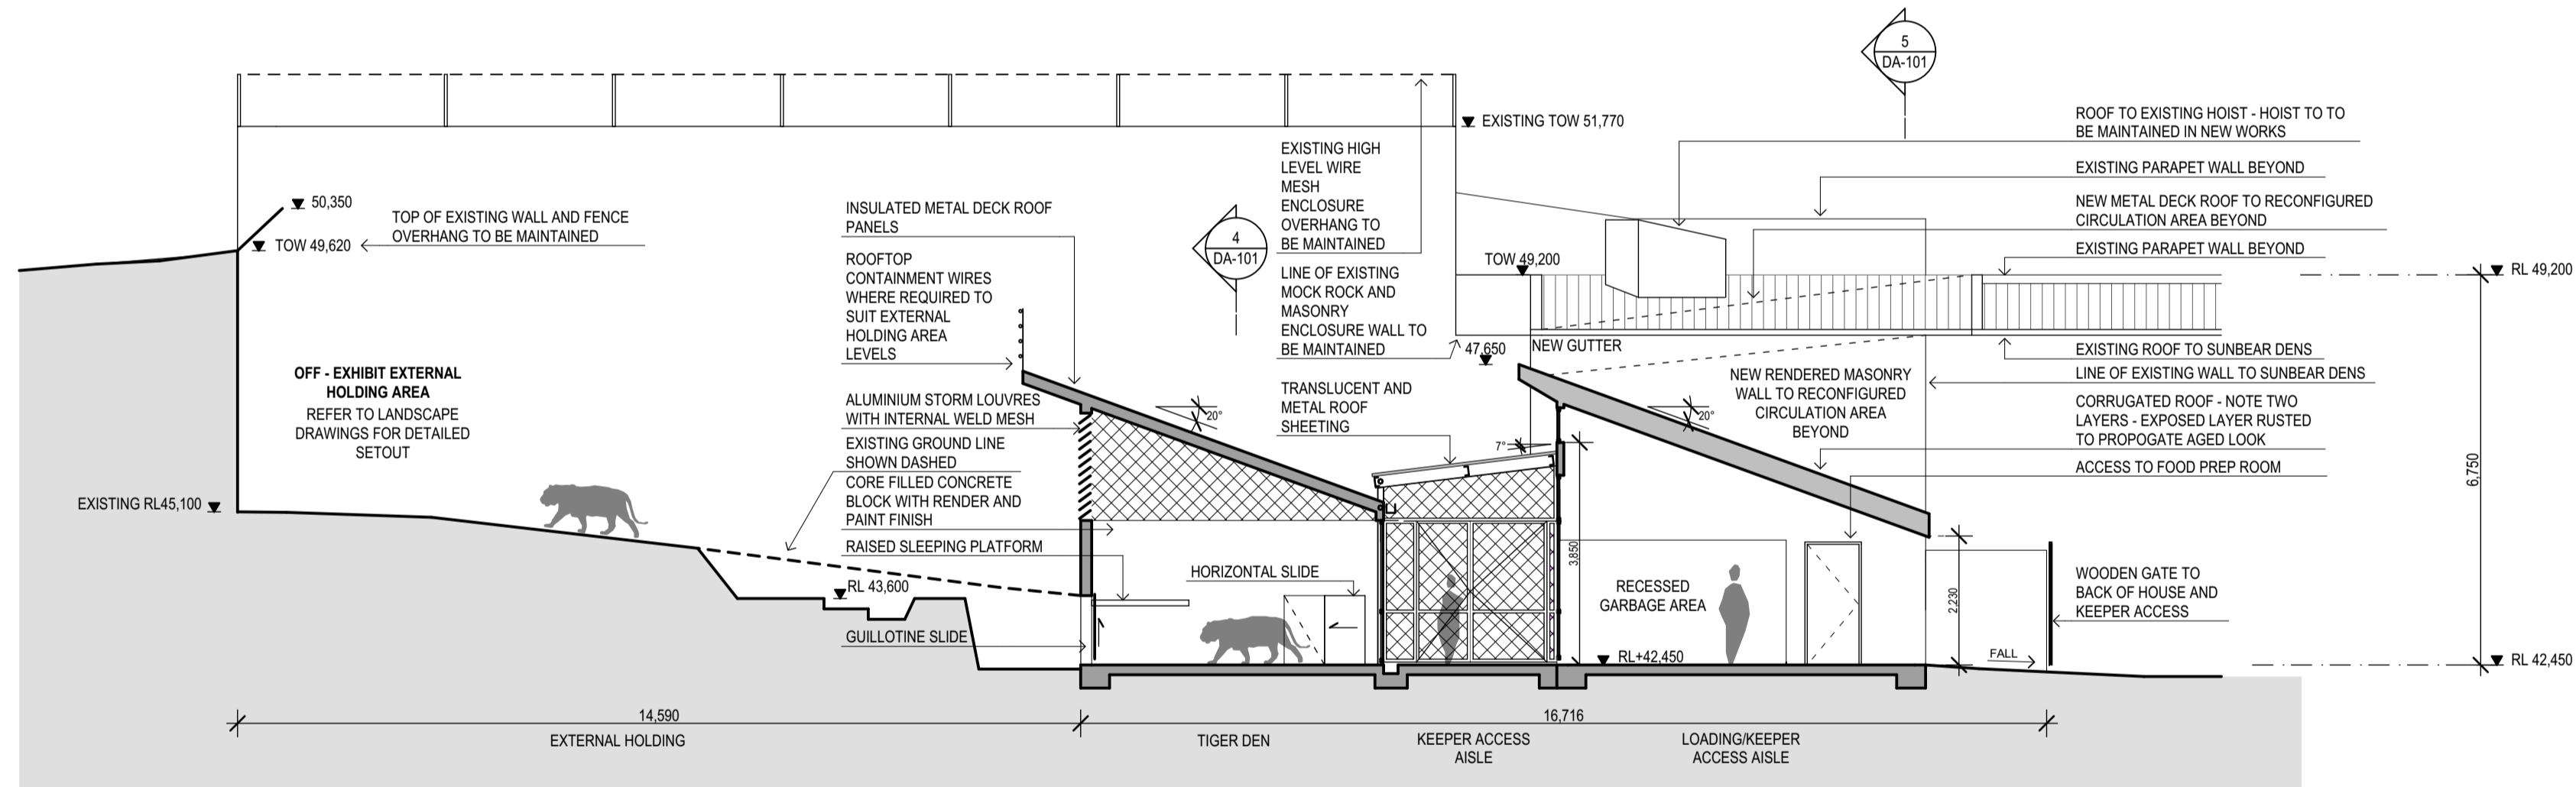 5
DA-101
ROOF TO EXISTING HOIST - HOIST TO TO
BE MAINTAINED IN NEW WORKS
EXISTING TOW 51,770
EXISTING HIGH
LEVEL WIRE
MESH
ENCLOSURE
OVERHANG TO
BE MAINTAINED
EXISTING PARAPET WALL BEYOND
NEW METAL DECK ROOF TO RECONFIGURED
CIRCULATION AREA BEYOND
EXISTING PARAPET WALL BEYOND
50,350
TOW 49,620
TOP OF EXISTING WALL AND FENCE
OVERHANG TO BE MAINTAINED
INSULATED METAL DECK ROOF
PANELS
4
DA-101
ROOFTOP
CONTAINMENT WIRES
WHERE REQUIRED TO
SUIT EXTERNAL
HOLDING AREA
LEVELS
LINE OF EXISTING
MOCK ROCK AND
MASONRY
ENCLOSURE WALL TO
BE MAINTAINED
TOW 49,200
RL 49,200
47,650
NEW GUTTER
EXISTING ROOF TO SUNBEAR DENS
LINE OF EXISTING WALL TO SUNBEAR DENS
OFF - EXHIBIT EXTERNAL
HOLDING AREA
REFER TO LANDSCAPE
DRAWINGS FOR DETAILED
SETOUT
ALUMINIUM STORM LOUVRES
WITH INTERNAL WELD MESH
20°
TRANSLUCENT AND
METAL ROOF
SHEETING
7°
20°
NEW RENDERED MASONRY
WALL TO RECONFIGURED
CIRCULATION AREA
BEYOND
CORRUGATED ROOF - NOTE TWO
LAYERS - EXPOSED LAYER RUSTED
TO PROPOGATE AGED LOOK
ACCESS TO FOOD PREP ROOM
EXISTING GROUND LINE
SHOWN DASHED
CORE FILLED CONCRETE
BLOCK WITH RENDER AND
PAINT FINISH
6,750
EXISTING RL45,100
RAISED SLEEPING PLATFORM
HORIZONTAL SLIDE
3,850
RECESSED
GARBAGE AREA
2,230
WOODEN GATE TO
BACK OF HOUSE AND
KEEPER ACCESS
RL 43,600
GUILLOTINE SLIDE
RL+42,450
FALL
RL 42,450
14,590
16,716
EXTERNAL HOLDING
TIGER DEN
KEEPER ACCESS
AISLE
LOADING/KEEPER
ACCESS AISLE